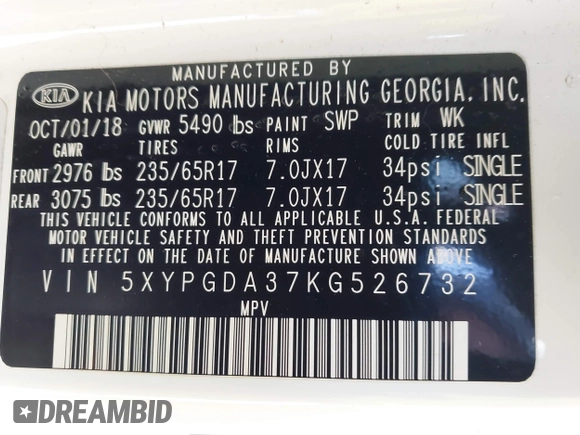 MANUFACTURED BY
KIA KIA MOTORS MANUFACTURING GEORGIA, INC.
OCT/01/18 GVWR 5490 lbs PAINT SWP TRIM WK
GAWR TIRES RIMS COLD TIRE INFL
FRONT 2976 lbs 235/65R17 7.0JX17 34psi SINGLE
REAR 3075 lbs 235/65R17 7.0JX17 34psi SINGLE
THIS VEHICLE CONFORMS TO ALL APPLICABLE U.S.A. FEDERAL
MOTOR VEHICLE SAFETY AND THEFT PREVENTION STANDARDS
IN EFFECT ON THE DATE OF MANUFACTURE SHOWN ABOVE.
VIN 5XYPGDA37KG526732
MPV
DREAMBID